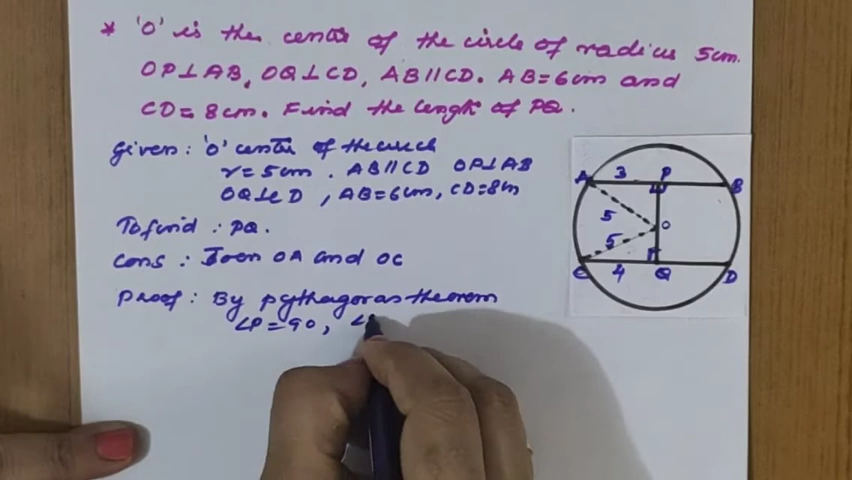 * 'O' is the centre of the circle of radius 5cm.
OP⊥AB, OQ⊥CD, AB//CD. AB=6cm and
CD=8cm. Find the length of PQ.
Given: 'O' centre of the circle
r=5cm. AB//CD OP⊥AB
OQ⊥CD, AB=6cm, CD=8cm
To find: PQ.
Cons: Join OA and OC
Proof: By pythagoras theorem
∠P=90, ∠
A 3 P B
5 O
5
C 4 Q D